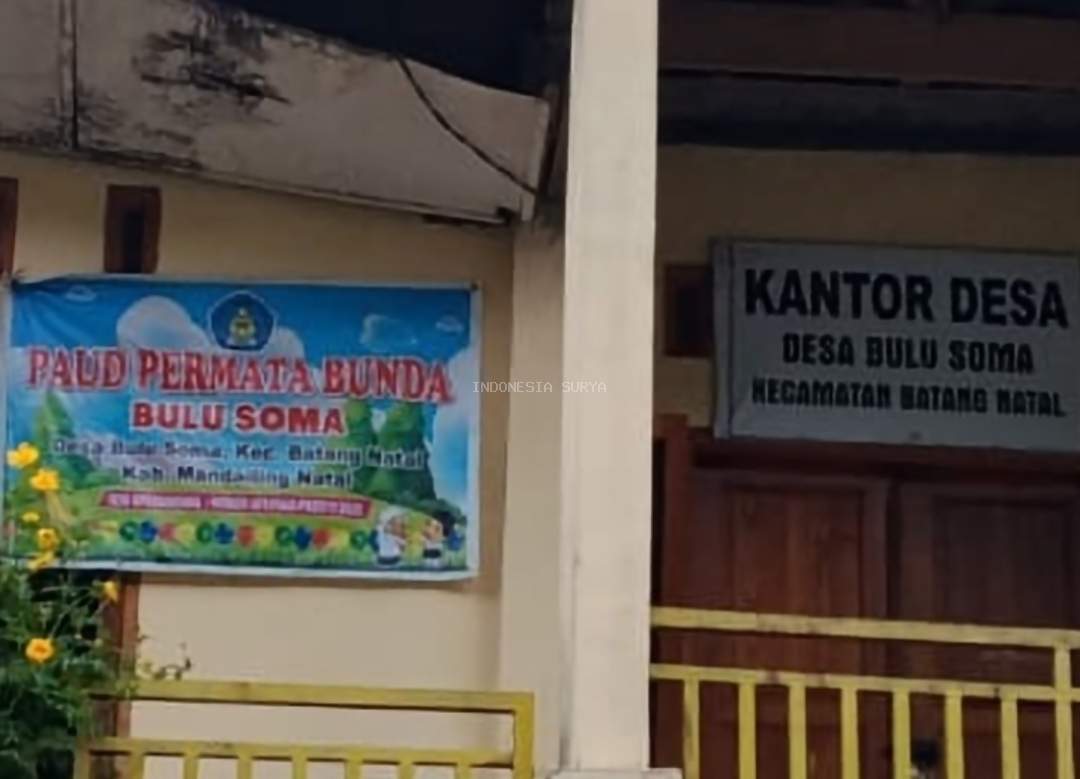 PAUD PERMATA BUNDA
BULU SOMA
Desa Bulu Soma, Kec. Batang Natal
Kab. Mandailing Natal
INDONESIA SURYA
KANTOR DESA
DESA BULU SOMA
KECAMATAN BATANG NATAL